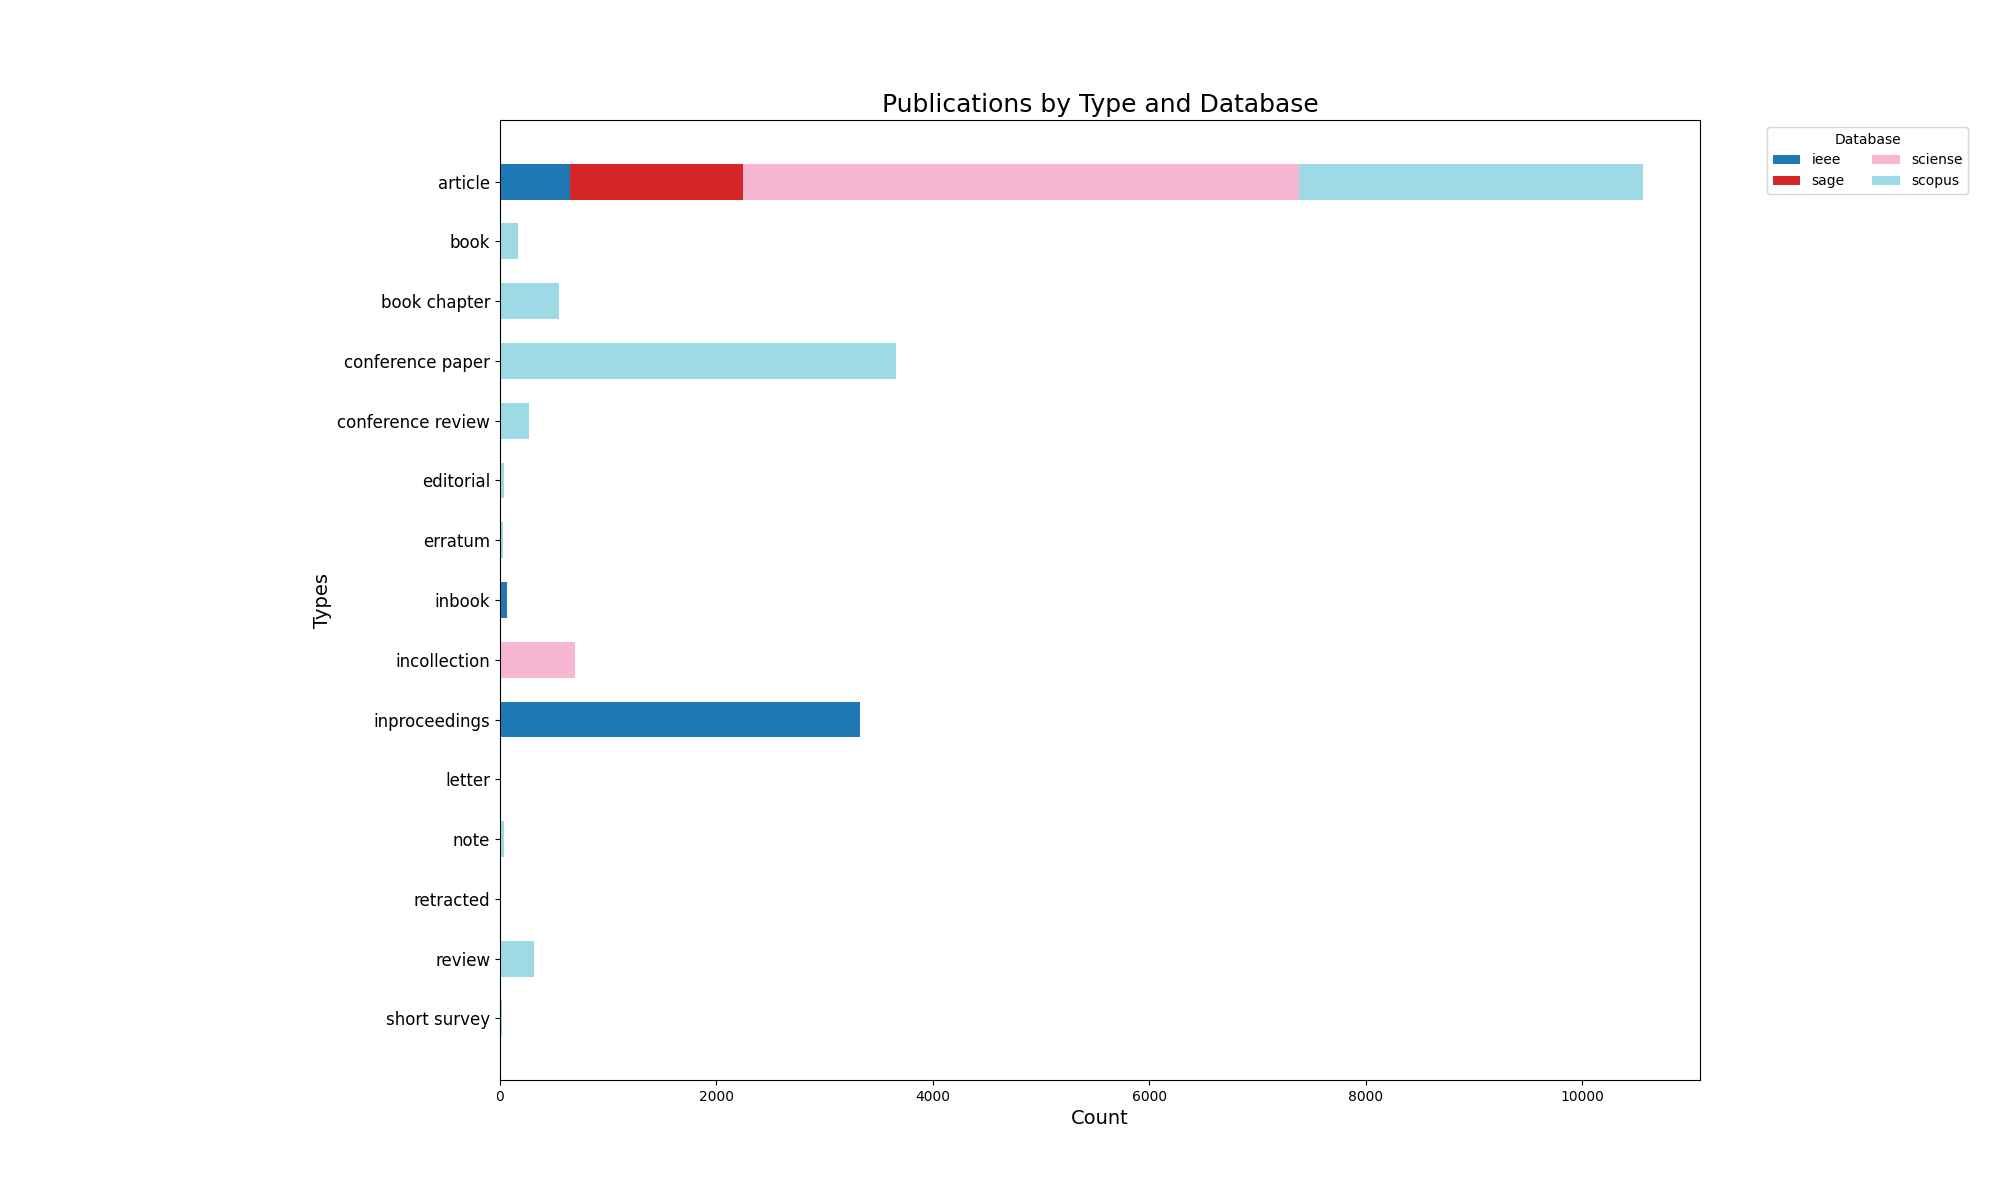 Publications by Type and Database
Database
ieee
sage
sciense
scopus
Types
article
book
book chapter
conference paper
conference review
editorial
erratum
inbook
incollection
inproceedings
letter
note
retracted
review
short survey
0 2000 4000 6000 8000 10000
Count